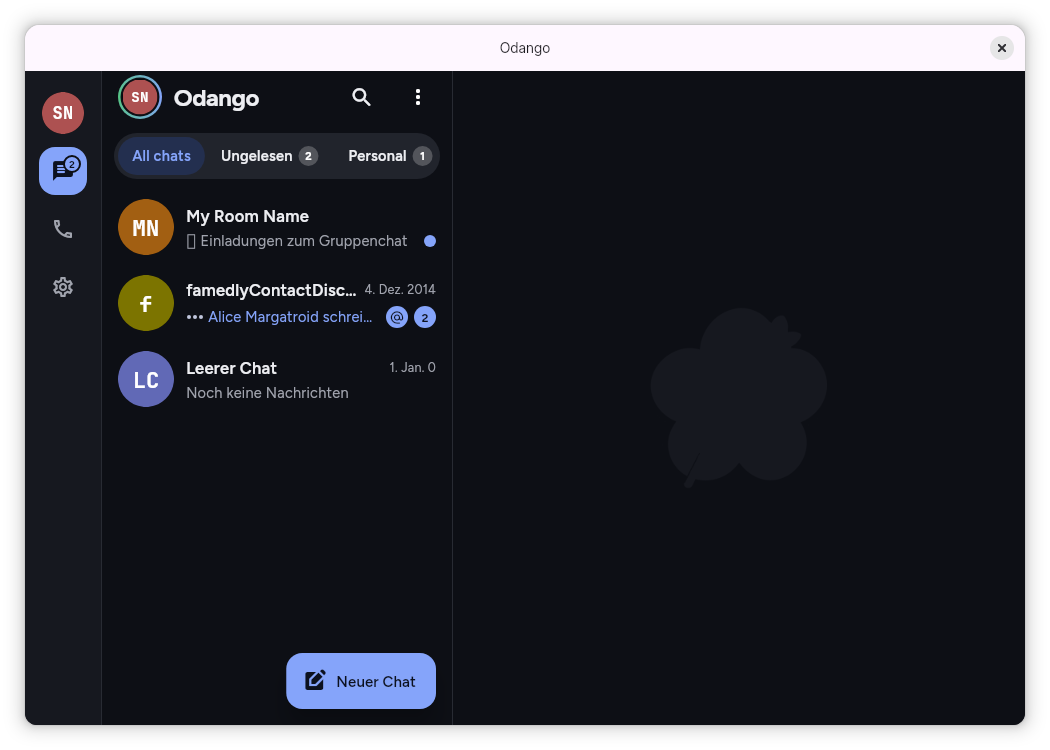 Odango
SN
2
SN
Odango
All chats
Ungelesen 2
Personal 1
MN
My Room Name
Einladungen zum Gruppenchat
f
famedlyContactDisc... 4. Dez. 2014
••• Alice Margatroid schrei... @ 2
LC
Leerer Chat 1. Jan. 0
Noch keine Nachrichten
Neuer Chat